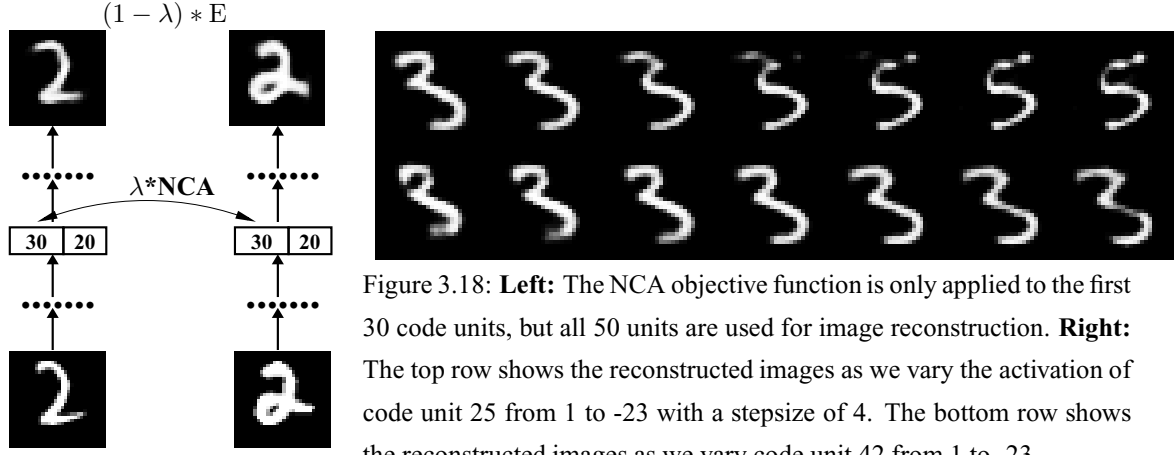 (1 − λ) ∗ E
λ*NCA
30 20 30 20
Figure 3.18: Left: The NCA objective function is only applied to the first
30 code units, but all 50 units are used for image reconstruction. Right:
The top row shows the reconstructed images as we vary the activation of
code unit 25 from 1 to -23 with a stepsize of 4. The bottom row shows
the reconstructed images as we vary code unit 42 from 1 to -23.